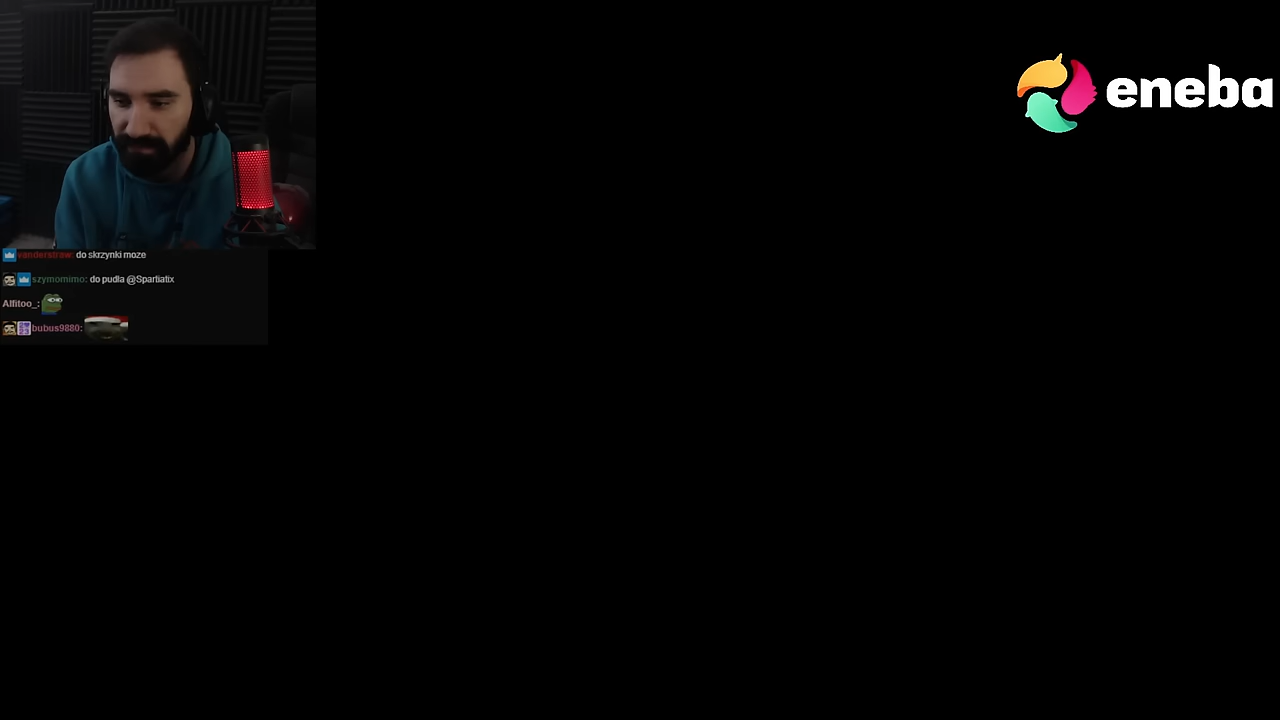 eneba
vanderstraw: do skrzynki moze
szymomimo: do pudla @Spartiatix
Alfitoo_:
bubus9880: